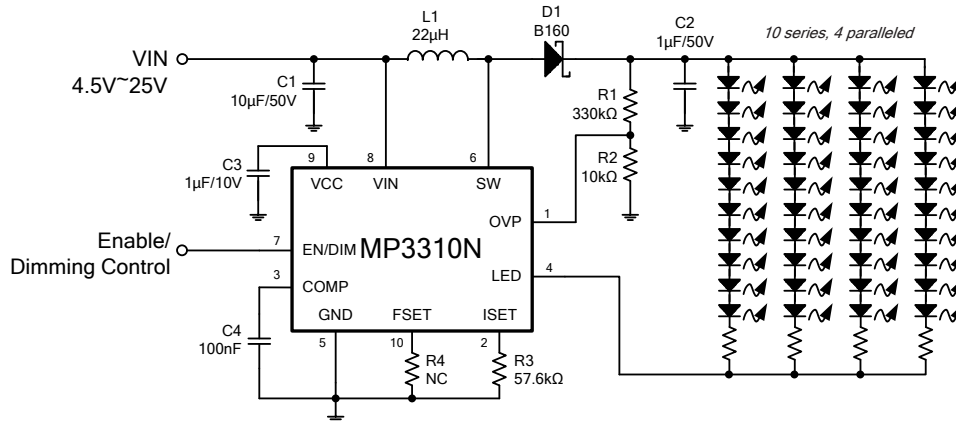 D1
B160
C2
1µF/50V
10 series, 4 paralleled
L1
22µH
VIN
4.5V~25V
C1
10µF/50V
R1
330kΩ
R2
10kΩ
C3
1µF/10V
9
8
6
VCC
VIN
SW
OVP
1
Enable/
Dimming Control
7
EN/DIM
MP3310N
LED
4
3
COMP
GND
FSET
ISET
C4
100nF
5
10
2
R4
NC
R3
57.6kΩ